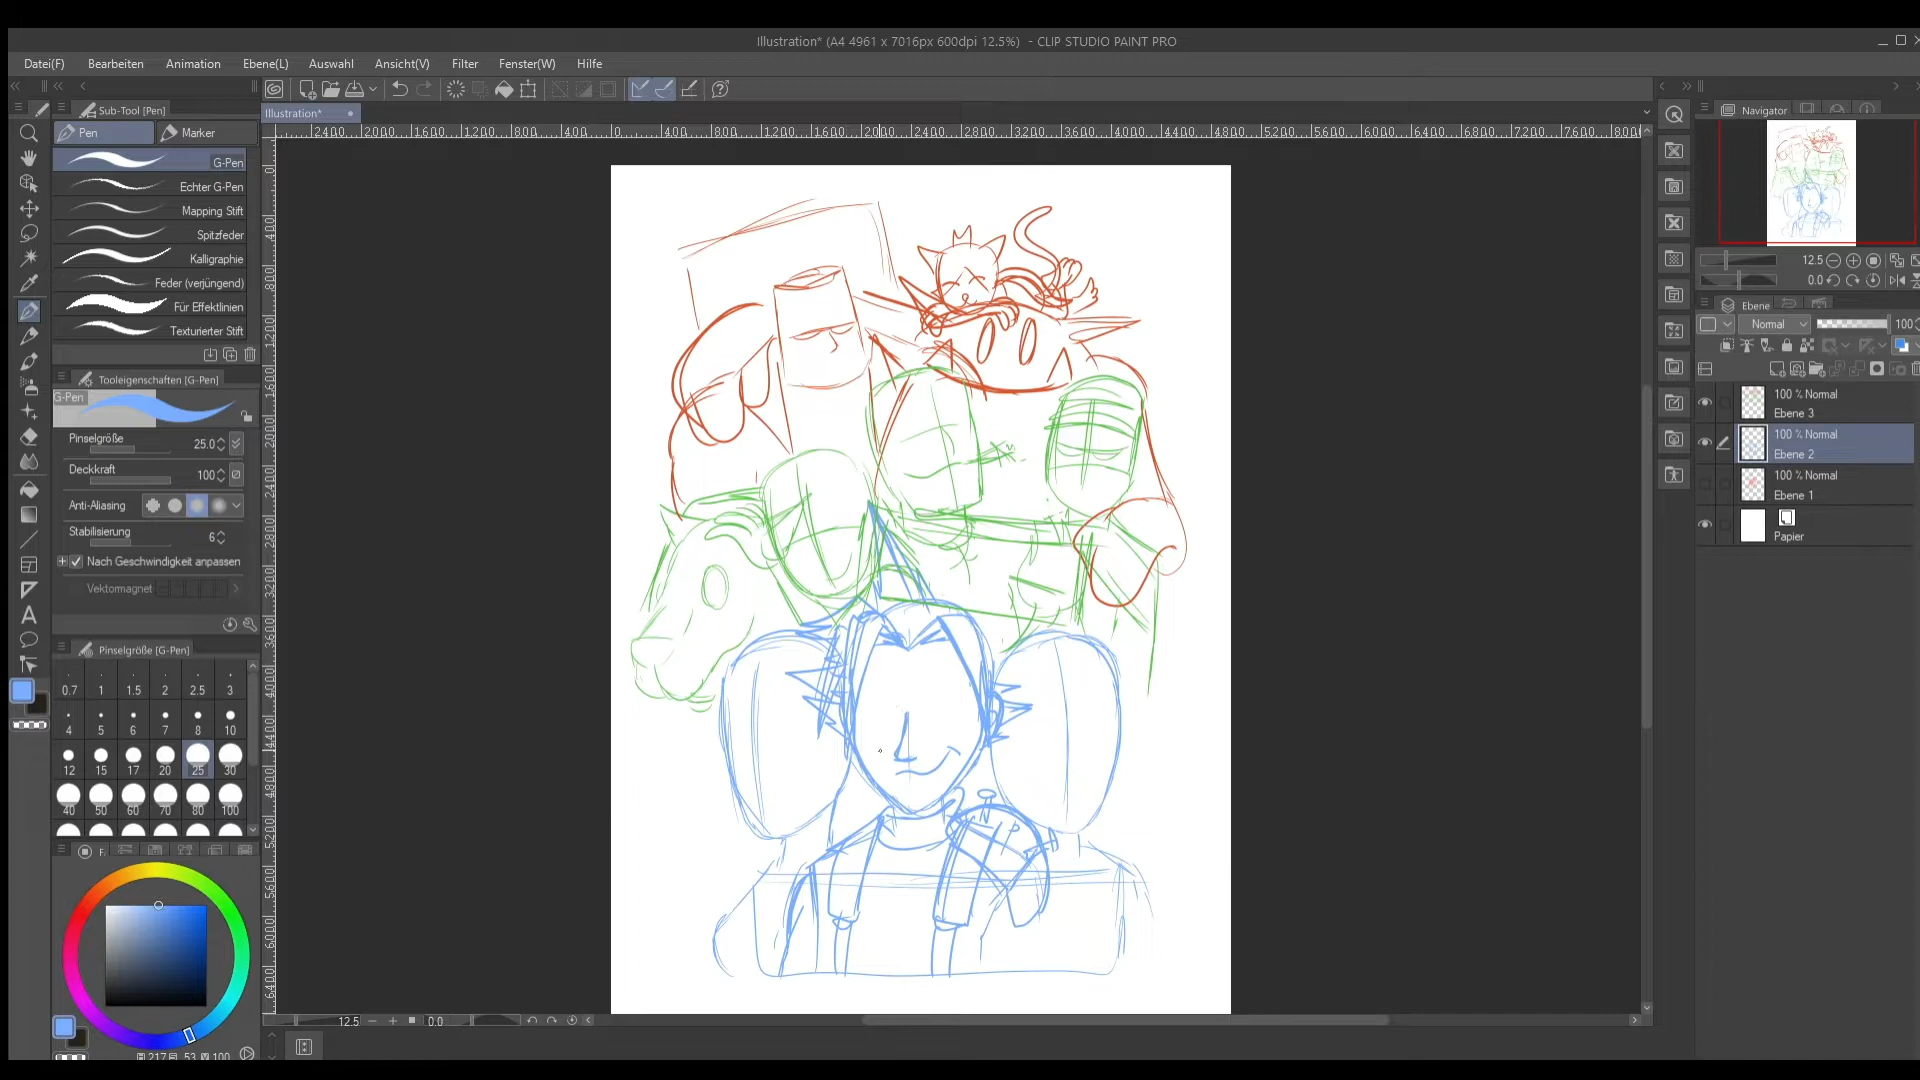 Illustration* (A4 4961 x 7016px 600dpi 12.5%) - CLIP STUDIO PAINT PRO
Datei(F) Bearbeiten Animation Ebene(L) Auswahl Ansicht(V) Filter Fenster(W) Hilfe
Sub-Tool [Pen]
Illustration*
Navigator
Pen Marker
G-Pen
Echter G-Pen
Mapping Stift
Spitzfeder
Kalligraphie
Feder (verjüngend)
Für Effektlinien
Texturierter Stift
Tooleigenschaften [G-Pen]
G-Pen
Pinselgröße 25.0
Deckkraft 100
Anti-Aliasing
Stabilisierung 6
Nach Geschwindigkeit anpassen
Vektormagnet
Pinselgröße [G-Pen]
0.7 1 1.5 2 2.5 3
4 5 6 7 8 10
12 15 17 20 25 30
40 50 60 70 80 100
F.
217 53 100
12.5 0.0
12.5
0.0
Ebene
Normal 100
100 % Normal
Ebene 3
100 % Normal
Ebene 2
100 % Normal
Ebene 1
Papier